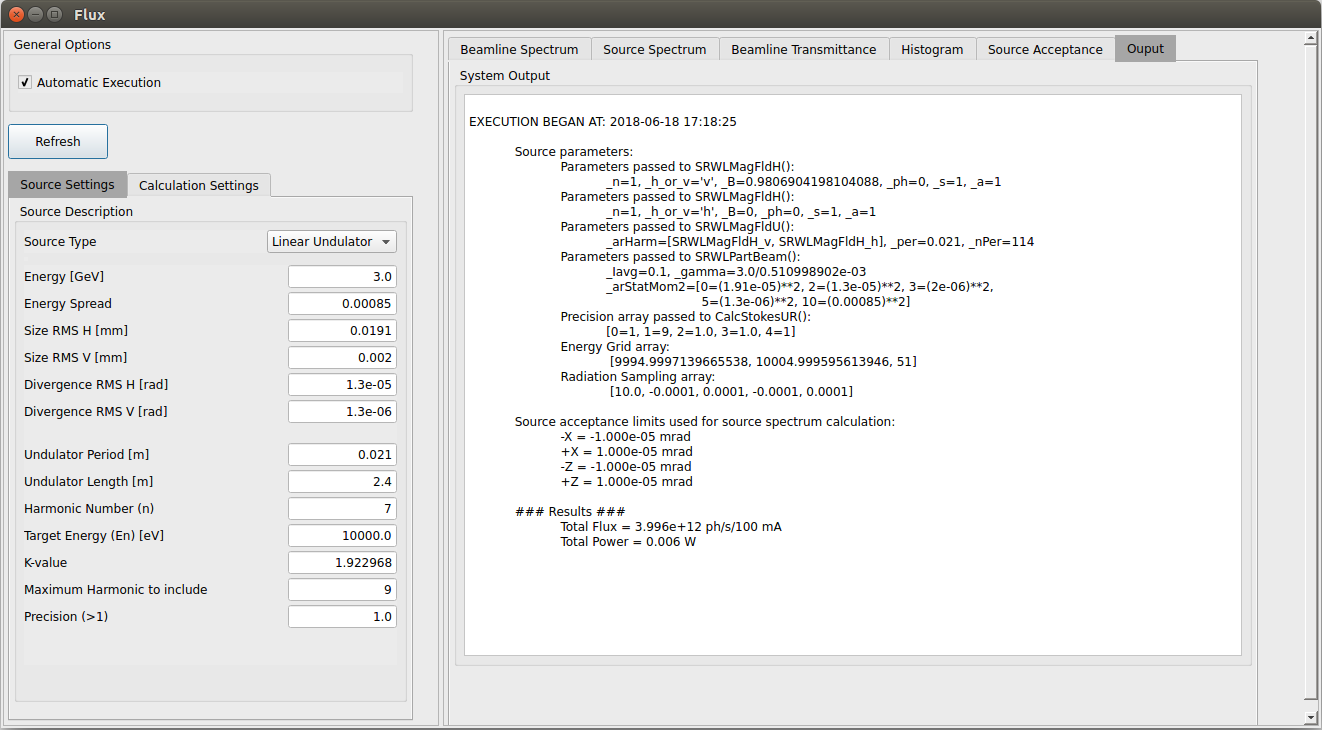 Flux
General Options
Automatic Execution
Refresh
Source Settings
Calculation Settings
Source Description
Source Type
Linear Undulator
Energy [GeV]
3.0
Energy Spread
0.00085
Size RMS H [mm]
0.0191
Size RMS V [mm]
0.002
Divergence RMS H [rad]
1.3e-05
Divergence RMS V [rad]
1.3e-06
Undulator Period [m]
0.021
Undulator Length [m]
2.4
Harmonic Number (n)
7
Target Energy (En) [eV]
10000.0
K-value
1.922968
Maximum Harmonic to include
9
Precision (>1)
1.0
Beamline Spectrum
Source Spectrum
Beamline Transmittance
Histogram
Source Acceptance
Ouput
System Output
EXECUTION BEGAN AT: 2018-06-18 17:18:25
Source parameters:
Parameters passed to SRWLMagFldH():
_n=1, _h_or_v='v', _B=0.9806904198104088, _ph=0, _s=1, _a=1
Parameters passed to SRWLMagFldH():
_n=1, _h_or_v='h', _B=0, _ph=0, _s=1, _a=1
Parameters passed to SRWLMagFldU():
_arHarm=[SRWLMagFldH_v, SRWLMagFldH_h], _per=0.021, _nPer=114
Parameters passed to SRWLPartBeam():
_Iavg=0.1, _gamma=3.0/0.510998902e-03
_arStatMom2=[0=(1.91e-05)**2, 2=(1.3e-05)**2, 3=(2e-06)**2,
5=(1.3e-06)**2, 10=(0.00085)**2]
Precision array passed to CalcStokesUR():
[0=1, 1=9, 2=1.0, 3=1.0, 4=1]
Energy Grid array:
[9994.9997139665538, 10004.999595613946, 51]
Radiation Sampling array:
[10.0, -0.0001, 0.0001, -0.0001, 0.0001]
Source acceptance limits used for source spectrum calculation:
-X = -1.000e-05 mrad
+X = 1.000e-05 mrad
-Z = -1.000e-05 mrad
+Z = 1.000e-05 mrad
### Results ###
Total Flux = 3.996e+12 ph/s/100 mA
Total Power = 0.006 W